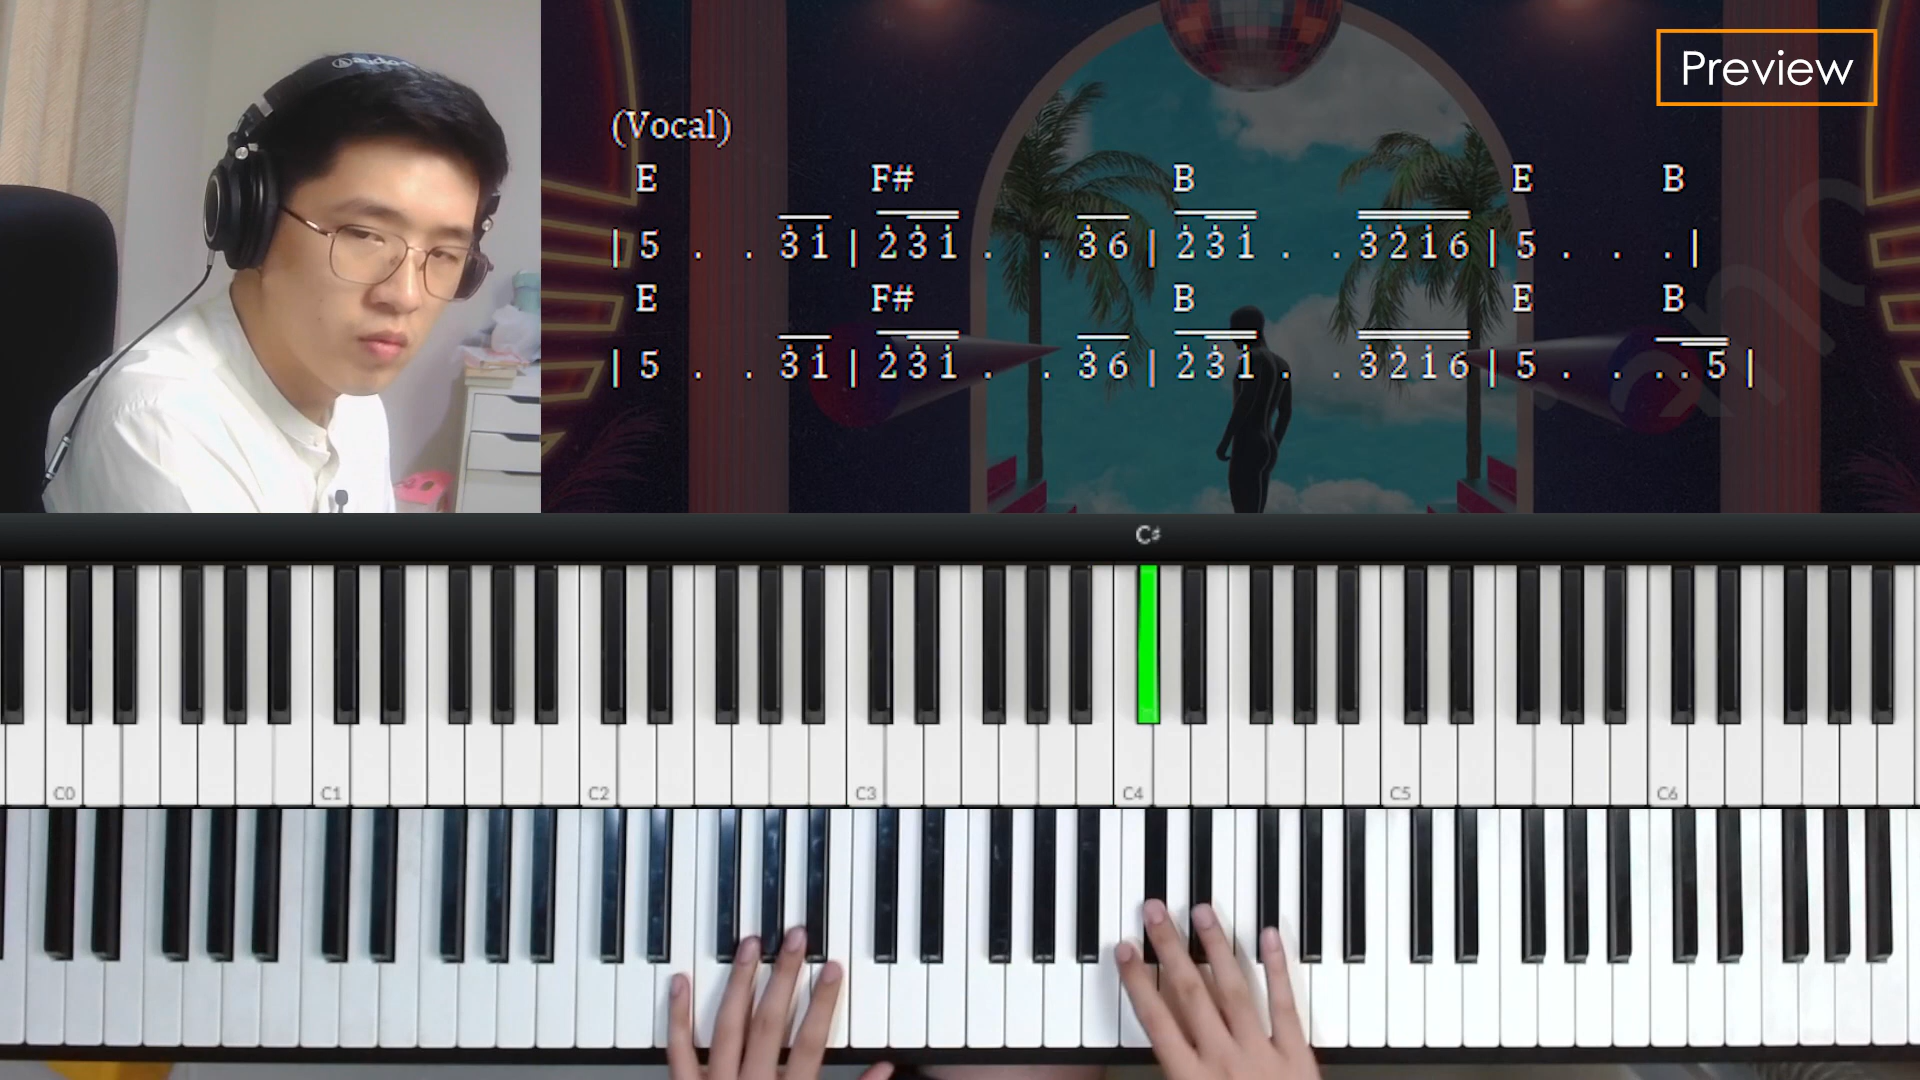 Preview
(Vocal)
E F# B E B
| 5 . . 3̇ 1̇ | 2̇ 3̇ 1̇ . . 3̇ 6 | 2̇ 3̇ 1̇ . . 3̇ 2̇ 1̇ 6 | 5 . . . |
E F# B E B
| 5 . . 3̇ 1̇ | 2̇ 3̇ 1̇ . . 3̇ 6 | 2̇ 3̇ 1̇ . . 3̇ 2̇ 1̇ 6 | 5 . . . . 5 |
C♯
C0 C1 C2 C3 C4 C5 C6